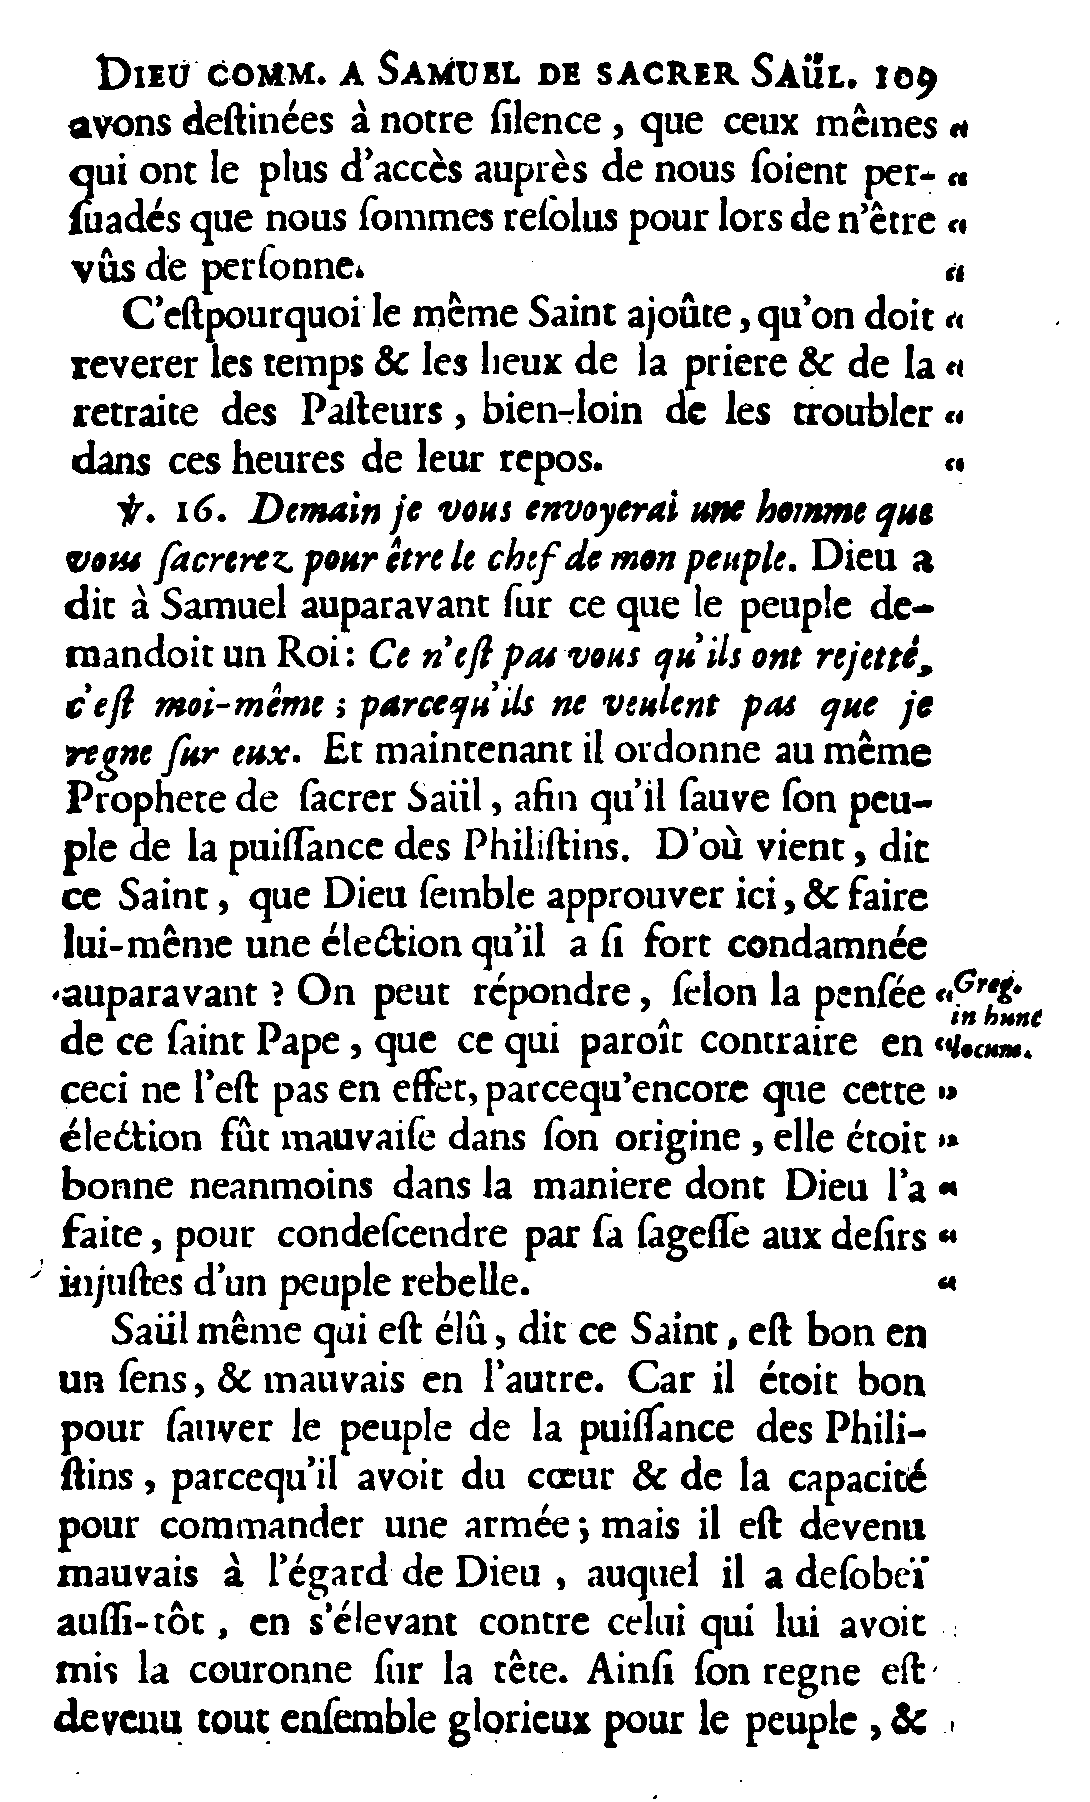 DIEU COMM. A SAMUEL DE SACRER SAÜL. 109
avons deſtinées à notre ſilence, que ceux mêmes “
qui ont le plus d'accès auprès de nous ſoient per- “
ſuadés que nous ſommes reſolus pour lors de n'être “
vûs de perſonne. “
C'eſtpourquoi le même Saint ajoûte, qu'on doit “
reverer les temps & les lieux de la priere & de la “
retraite des Paſteurs, bien-loin de les troubler “
dans ces heures de leur repos. “
℣. 16. Demain je vous envoyerai une homme que
vous ſacrerez pour être le chef de mon peuple. Dieu a
dit à Samuel auparavant ſur ce que le peuple de-
mandoit un Roi: Ce n'eſt pas vous qu'ils ont rejetté,
c'eſt moi-même; parcequ'ils ne veulent pas que je
regne ſur eux. Et maintenant il ordonne au même
Prophete de ſacrer Saül, afin qu'il ſauve ſon peu-
ple de la puiſſance des Philiſtins. D'où vient, dit
ce Saint, que Dieu ſemble approuver ici, & faire
lui-même une élection qu'il a ſi fort condamnée
auparavant? On peut répondre, ſelon la penſée “ Greg.
in hunc
de ce ſaint Pape, que ce qui paroît contraire en “ locum.
ceci ne l'eſt pas en effet, parcequ'encore que cette ”
élection fût mauvaiſe dans ſon origine, elle étoit ”
bonne neanmoins dans la maniere dont Dieu l'a “
faite, pour condeſcendre par ſa ſageſſe aux deſirs “
injuſtes d'un peuple rebelle. “
Saül même qui eſt élû, dit ce Saint, eſt bon en
un ſens, & mauvais en l'autre. Car il étoit bon
pour ſauver le peuple de la puiſſance des Phili-
ſtins, parcequ'il avoit du cœur & de la capacité
pour commander une armée; mais il eſt devenu
mauvais à l'égard de Dieu, auquel il a deſobeï
auſſi-tôt, en s'élevant contre celui qui lui avoit
mis la couronne ſur la tête. Ainſi ſon regne eſt
devenu tout enſemble glorieux pour le peuple, &